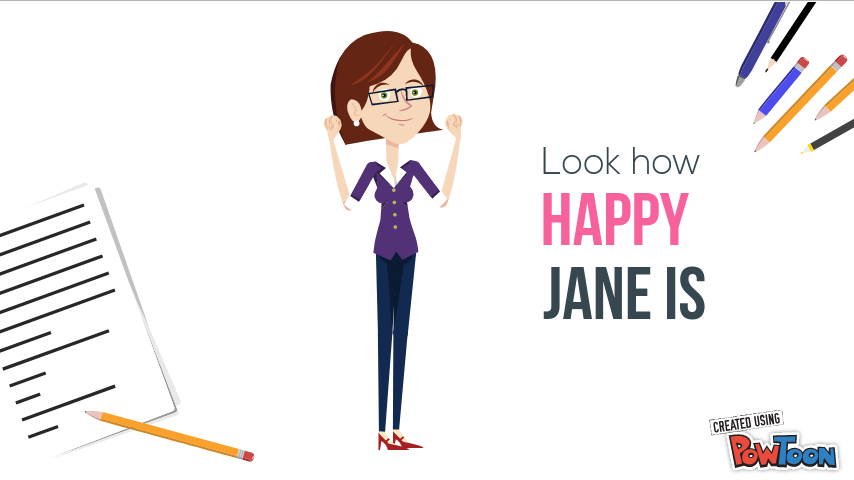 Look how
HAPPY
JANE IS
CREATED USING
POWTOON